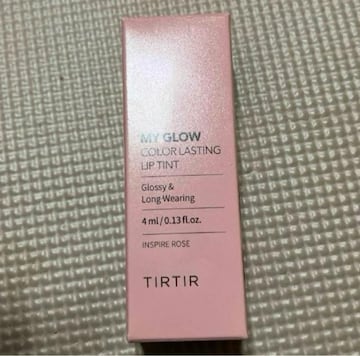 MY GLOW
COLOR LASTING
LIP TINT
Glossy &
Long Wearing
4 ml / 0.13 fl.oz.
INSPIRE ROSE
TIRTIR